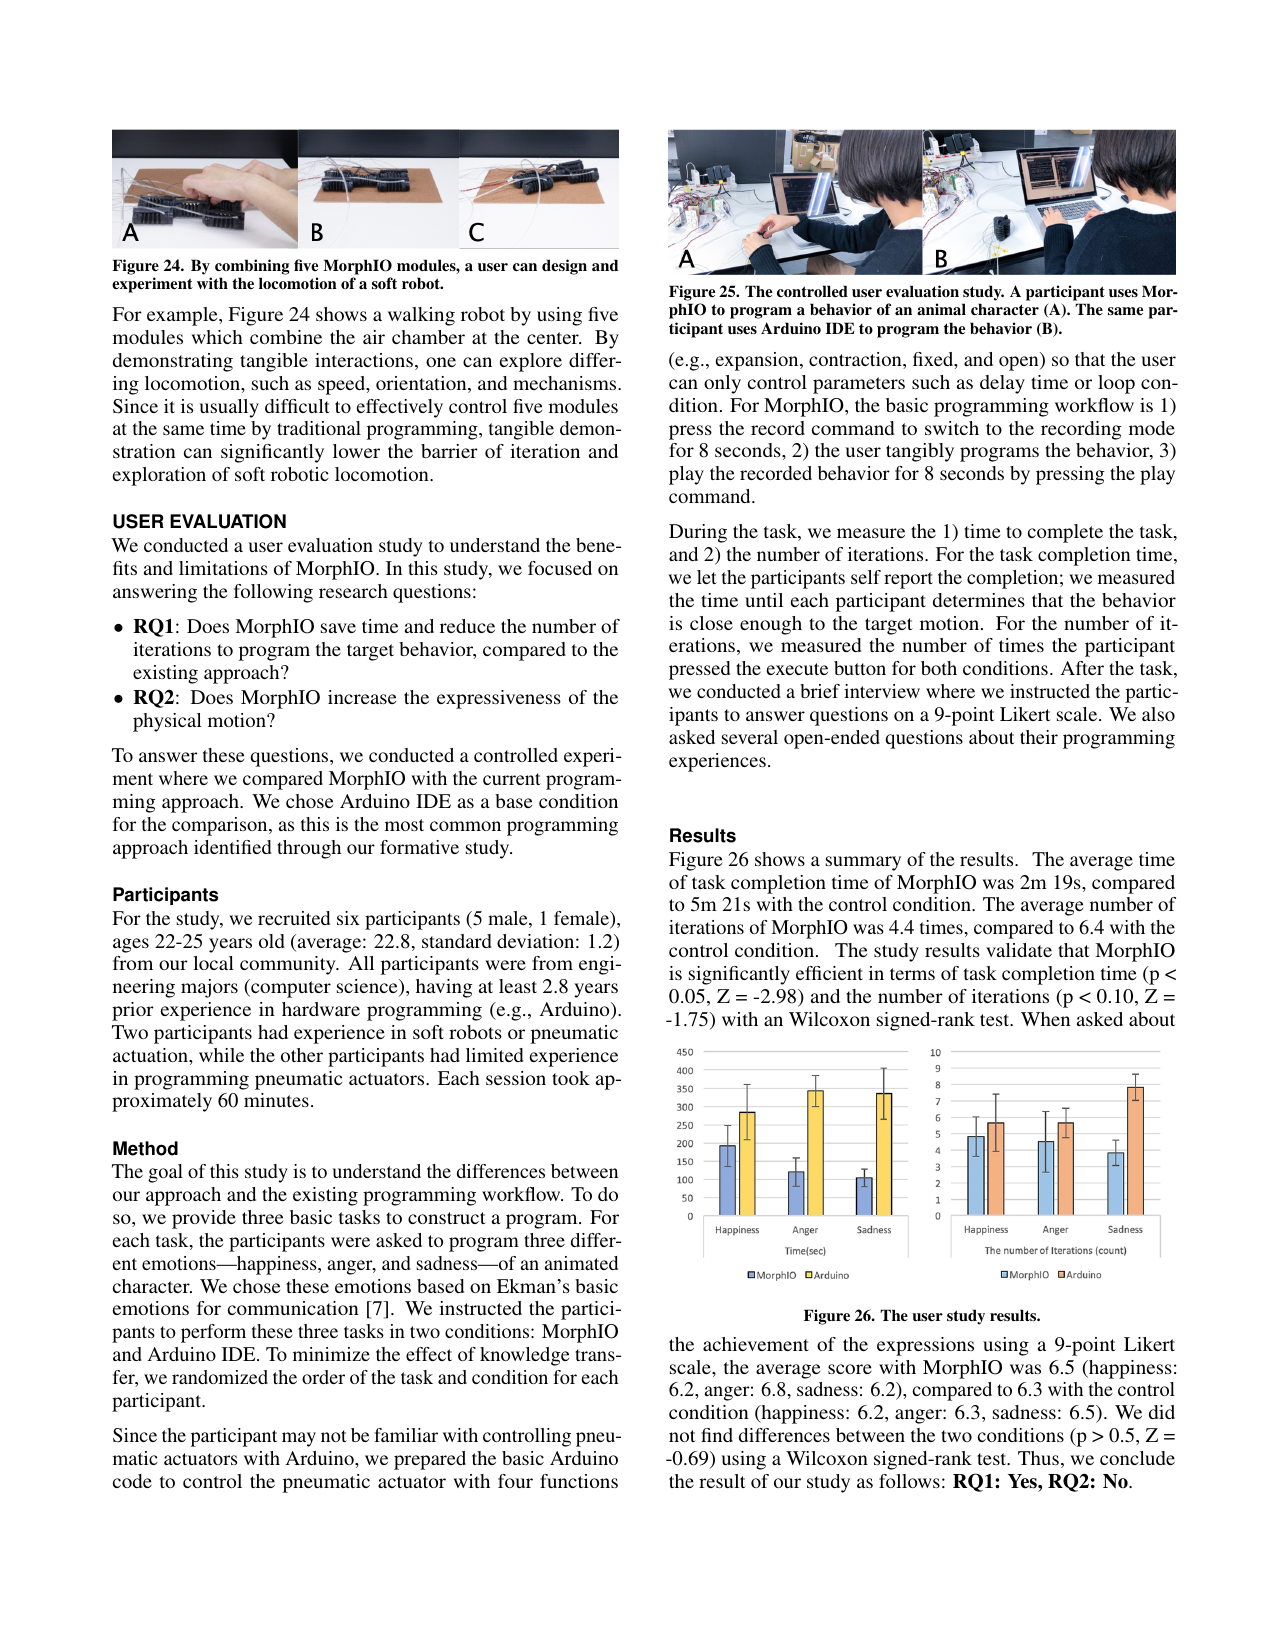 A
B
C
Figure 24. By combining five MorphIO modules, a user can design and
experiment with the locomotion of a soft robot.
For example, Figure 24 shows a walking robot by using five
modules which combine the air chamber at the center. By
demonstrating tangible interactions, one can explore differ-
ing locomotion, such as speed, orientation, and mechanisms.
Since it is usually difficult to effectively control five modules
at the same time by traditional programming, tangible demon-
stration can significantly lower the barrier of iteration and
exploration of soft robotic locomotion.
USER EVALUATION
We conducted a user evaluation study to understand the bene-
fits and limitations of MorphIO. In this study, we focused on
answering the following research questions:
• RQ1: Does MorphIO save time and reduce the number of
iterations to program the target behavior, compared to the
existing approach?
• RQ2: Does MorphIO increase the expressiveness of the
physical motion?
To answer these questions, we conducted a controlled experi-
ment where we compared MorphIO with the current program-
ming approach. We chose Arduino IDE as a base condition
for the comparison, as this is the most common programming
approach identified through our formative study.
Participants
For the study, we recruited six participants (5 male, 1 female),
ages 22-25 years old (average: 22.8, standard deviation: 1.2)
from our local community. All participants were from engi-
neering majors (computer science), having at least 2.8 years
prior experience in hardware programming (e.g., Arduino).
Two participants had experience in soft robots or pneumatic
actuation, while the other participants had limited experience
in programming pneumatic actuators. Each session took ap-
proximately 60 minutes.
Method
The goal of this study is to understand the differences between
our approach and the existing programming workflow. To do
so, we provide three basic tasks to construct a program. For
each task, the participants were asked to program three differ-
ent emotions—happiness, anger, and sadness—of an animated
character. We chose these emotions based on Ekman's basic
emotions for communication [7]. We instructed the partici-
pants to perform these three tasks in two conditions: MorphIO
and Arduino IDE. To minimize the effect of knowledge trans-
fer, we randomized the order of the task and condition for each
participant.
Since the participant may not be familiar with controlling pneu-
matic actuators with Arduino, we prepared the basic Arduino
code to control the pneumatic actuator with four functions
A
B
Figure 25. The controlled user evaluation study. A participant uses Mor-
phIO to program a behavior of an animal character (A). The same par-
ticipant uses Arduino IDE to program the behavior (B).
(e.g., expansion, contraction, fixed, and open) so that the user
can only control parameters such as delay time or loop con-
dition. For MorphIO, the basic programming workflow is 1)
press the record command to switch to the recording mode
for 8 seconds, 2) the user tangibly programs the behavior, 3)
play the recorded behavior for 8 seconds by pressing the play
command.
During the task, we measure the 1) time to complete the task,
and 2) the number of iterations. For the task completion time,
we let the participants self report the completion; we measured
the time until each participant determines that the behavior
is close enough to the target motion. For the number of it-
erations, we measured the number of times the participant
pressed the execute button for both conditions. After the task,
we conducted a brief interview where we instructed the partic-
ipants to answer questions on a 9-point Likert scale. We also
asked several open-ended questions about their programming
experiences.
Results
Figure 26 shows a summary of the results. The average time
of task completion time of MorphIO was 2m 19s, compared
to 5m 21s with the control condition. The average number of
iterations of MorphIO was 4.4 times, compared to 6.4 with the
control condition. The study results validate that MorphIO
is significantly efficient in terms of task completion time (p <
0.05, Z = -2.98) and the number of iterations (p < 0.10, Z =
-1.75) with an Wilcoxon signed-rank test. When asked about
450
400
350
300
250
200
150
100
50
0
Happiness Anger Sadness
Time(sec)
MorphIO Arduino
10
9
8
7
6
5
4
3
2
1
0
Happiness Anger Sadness
The number of Iterations (count)
MorphIO Arduino
Figure 26. The user study results.
the achievement of the expressions using a 9-point Likert
scale, the average score with MorphIO was 6.5 (happiness:
6.2, anger: 6.8, sadness: 6.2), compared to 6.3 with the control
condition (happiness: 6.2, anger: 6.3, sadness: 6.5). We did
not find differences between the two conditions (p > 0.5, Z =
-0.69) using a Wilcoxon signed-rank test. Thus, we conclude
the result of our study as follows: RQ1: Yes, RQ2: No.